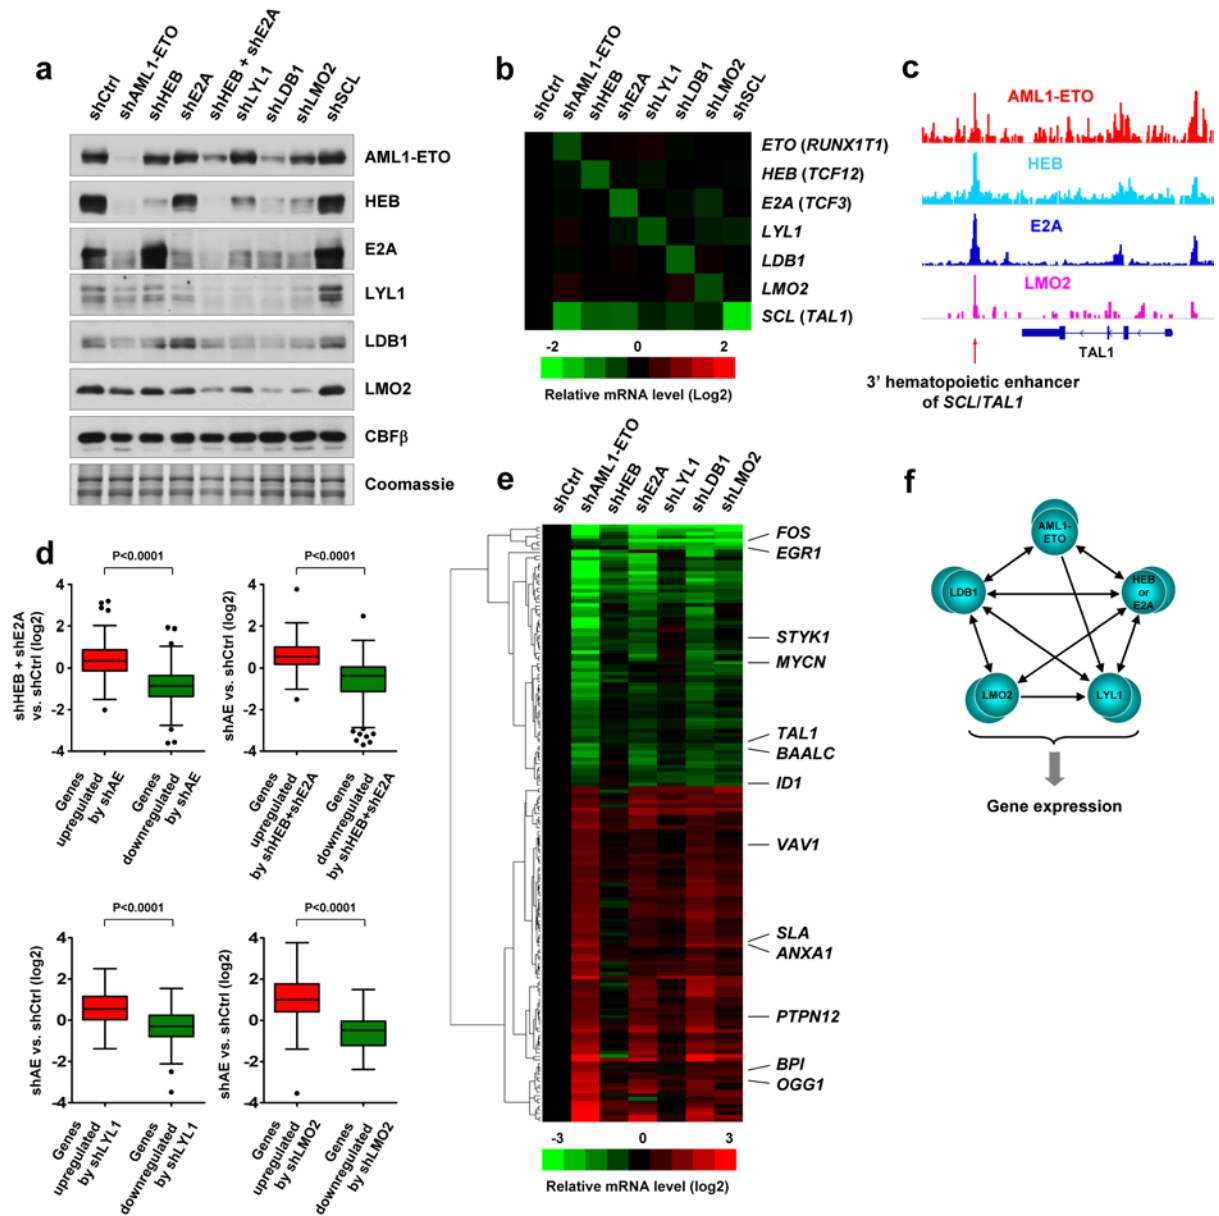 a
shCtrl
shAML1-ETO
shHEB
shE2A
shHEB + shE2A
shLYL1
shLDB1
shLMO2
shSCL
AML1-ETO
HEB
E2A
LYL1
LDB1
LMO2
CBFβ
Coomassie
b
shCtrl
shAML1-ETO
shHEB
shE2A
shLYL1
shLDB1
shLMO2
shSCL
ETO (RUNX1T1)
HEB (TCF12)
E2A (TCF3)
LYL1
LDB1
LMO2
SCL (TAL1)
-2 0 2
Relative mRNA level (Log2)
c
AML1-ETO
HEB
E2A
LMO2
TAL1
3' hematopoietic enhancer
of SCL/TAL1
d
P<0.0001
shHEB + shE2A
vs. shCtrl (log2)
4
2
0
-2
-4
Genes
upregulated
by shAE
Genes
downregulated
by shAE
P<0.0001
shAE vs. shCtrl (log2)
4
2
0
-2
-4
Genes
upregulated
by shHEB+shE2A
Genes
downregulated
by shHEB+shE2A
P<0.0001
shAE vs. shCtrl (log2)
4
2
0
-2
-4
Genes
upregulated
by shLYL1
Genes
downregulated
by shLYL1
P<0.0001
shAE vs. shCtrl (log2)
4
2
0
-2
-4
Genes
upregulated
by shLMO2
Genes
downregulated
by shLMO2
e
shCtrl
shAML1-ETO
shHEB
shE2A
shLYL1
shLDB1
shLMO2
FOS
EGR1
STYK1
MYCN
TAL1
BAALC
ID1
VAV1
SLA
ANXA1
PTPN12
BPI
OGG1
-3 0 3
Relative mRNA level (log2)
f
AML1-
ETO
LDB1
HEB
or
E2A
LMO2
LYL1
Gene expression